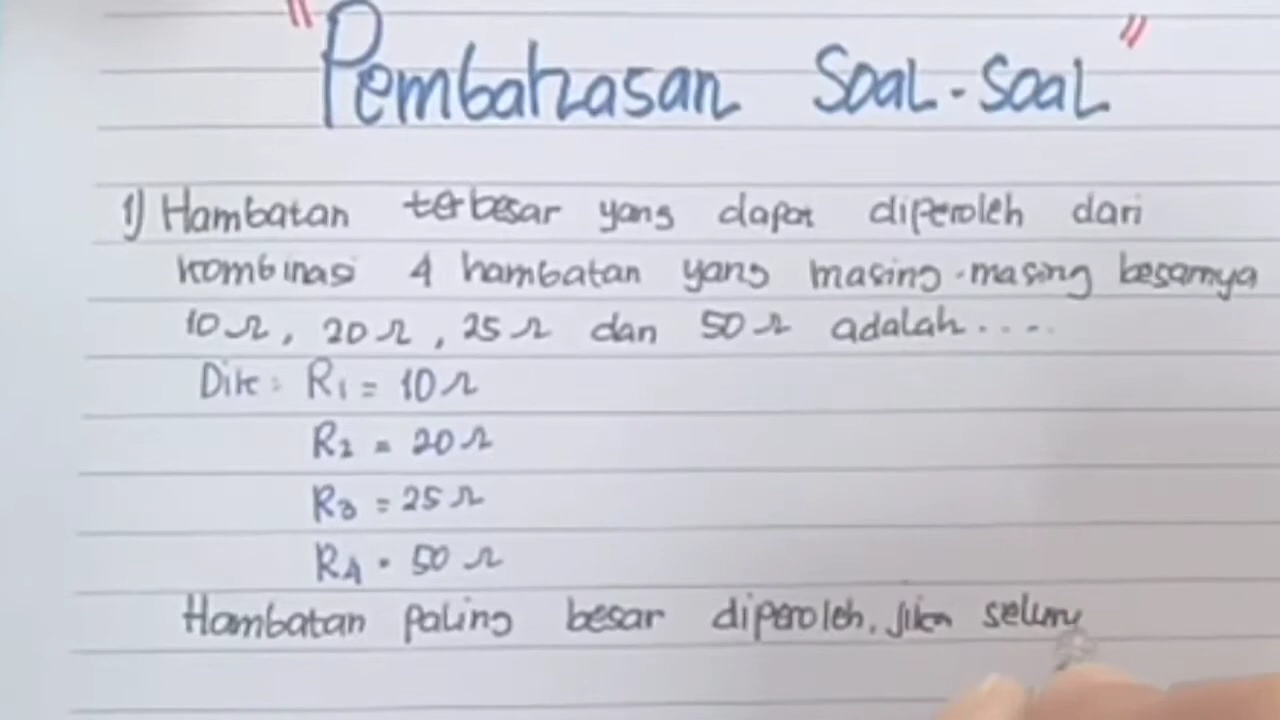 "Pembahasan Soal-Soal"
1) Hambatan terbesar yang dapat diperoleh dari
kombinasi 4 hambatan yang masing-masing besarnya
10Ω, 20Ω, 25Ω dan 50Ω adalah....
Dik: R1 = 10Ω
R2 = 20Ω
R3 = 25Ω
R4 = 50Ω
Hambatan paling besar diperoleh, jika selury